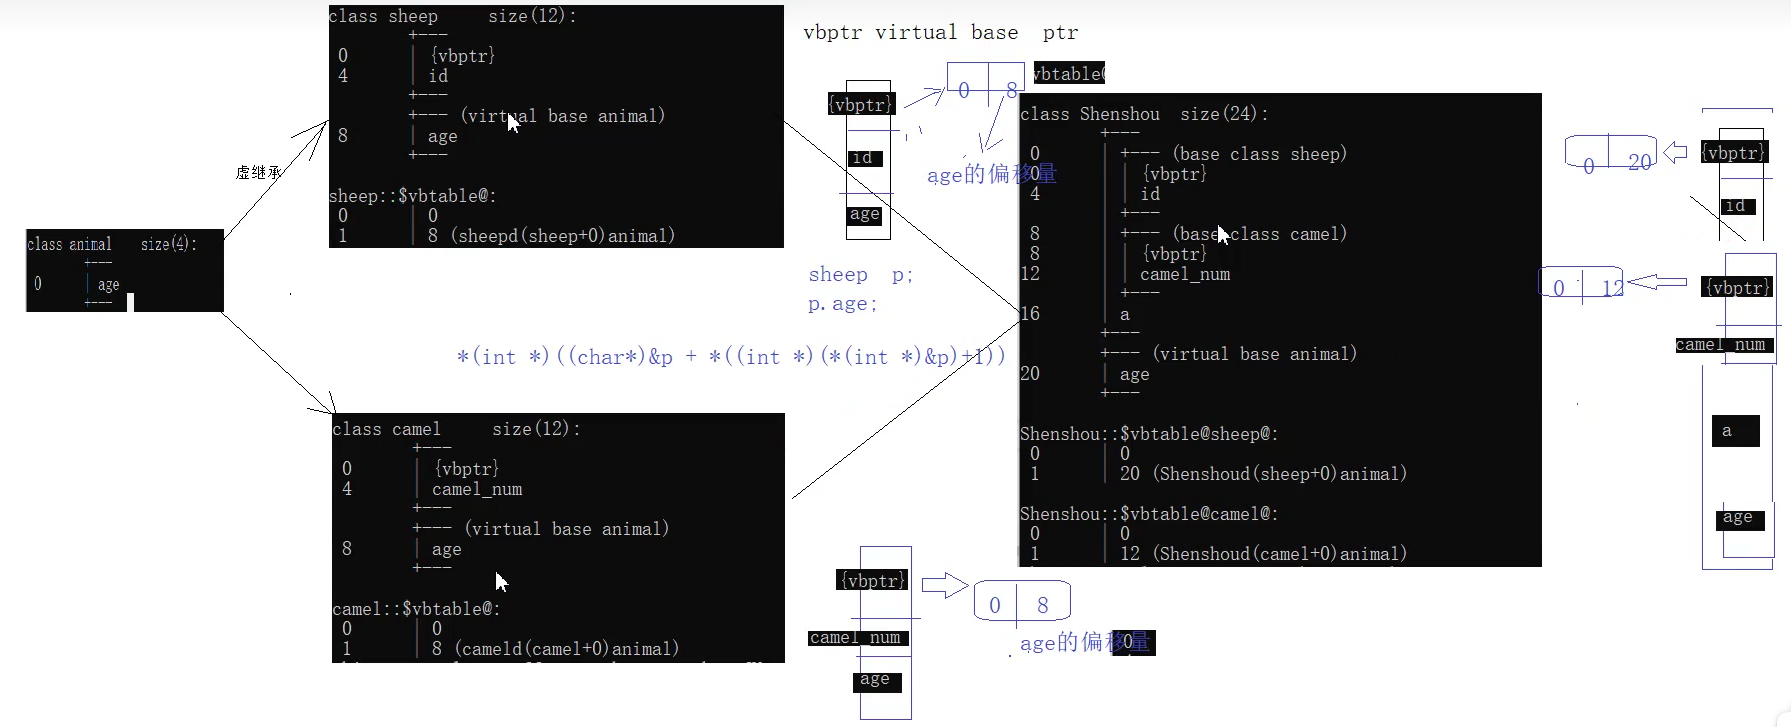 class animal    size(4):
        +---
 0      | age
        +---
虚继承
class sheep     size(12):
        +---
 0      | {vbptr}
 4      | id
        +---
        +--- (virtual base animal)
 8      | age
        +---
sheep::$vbtable@:
 0      | 0
 1      | 8 (sheepd(sheep+0)animal)
class camel     size(12):
        +---
 0      | {vbptr}
 4      | camel_num
        +---
        +--- (virtual base animal)
 8      | age
        +---
camel::$vbtable@:
 0      | 0
 1      | 8 (cameld(camel+0)animal)
vbptr virtual base  ptr
{vbptr}
id
age
0 8
vbtable@
age的偏移量
sheep  p;
p.age;
*(int *)((char*)&p + *((int *)(*(int *)&p)+1))
{vbptr}
camel_num
age
0 8
age的偏移量
0
class Shenshou  size(24):
        +---
 0      | +--- (base class sheep)
 0      | | {vbptr}
 4      | | id
        | +---
 8      | +--- (base class camel)
 8      | | {vbptr}
12      | | camel_num
        | +---
16      | a
        +---
        +--- (virtual base animal)
20      | age
        +---
Shenshou::$vbtable@sheep@:
 0      | 0
 1      | 20 (Shenshoud(sheep+0)animal)
Shenshou::$vbtable@camel@:
 0      | 0
 1      | 12 (Shenshoud(camel+0)animal)
0 20
{vbptr}
id
0 12
{vbptr}
camel_num
a
age